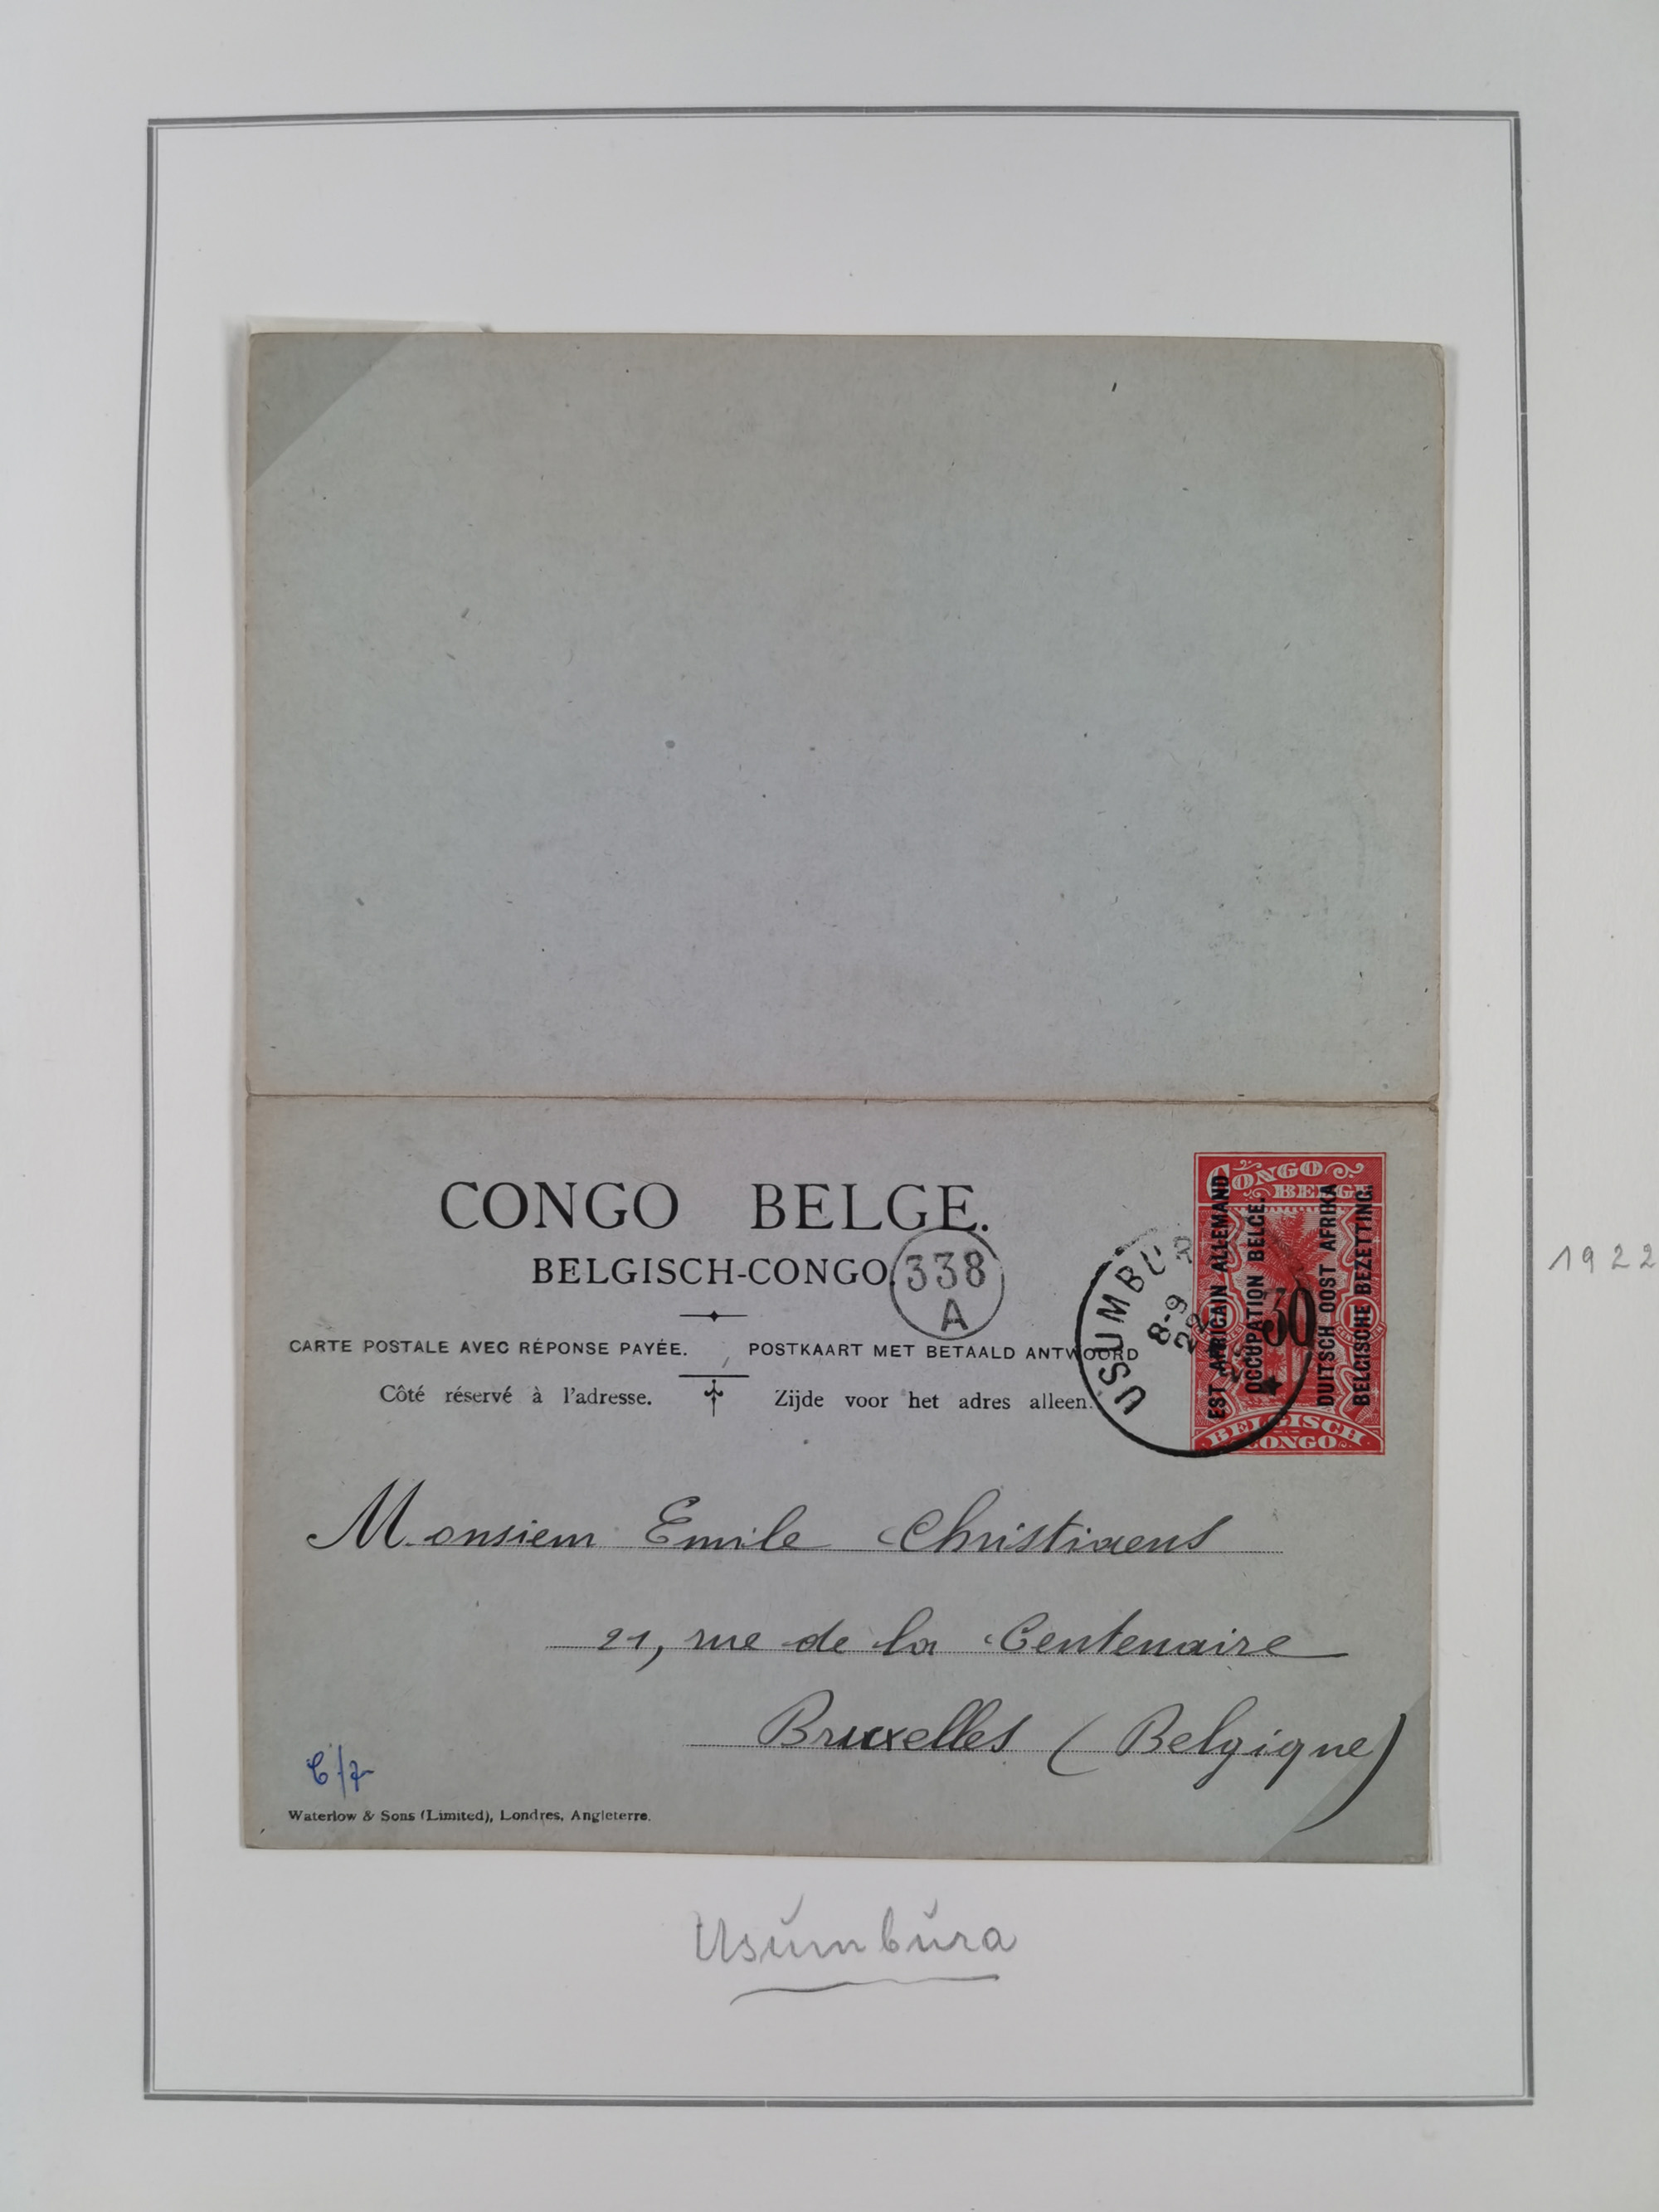 CONGO BELGE.
BELGISCH-CONGO.
338
A
CARTE POSTALE AVEC RÉPONSE PAYÉE. POSTKAART MET BETAALD ANTWOORD
Côté réservé à l'adresse. Zijde voor het adres alleen.
USUMBUR
8-9
22
CONGO
BELGE
EST AFRICAIN ALLEMAND
OCCUPATION BELGE.
30
DUITSCH OOST AFRIKA
BELGISCHE BEZETTING.
BELGISCH
CONGO
1922
Monsieur Emile Christiaens
21, rue de la Centenaire
Bruxelles (Belgique)
Waterlow & Sons (Limited), Londres, Angleterre.
Usumbura